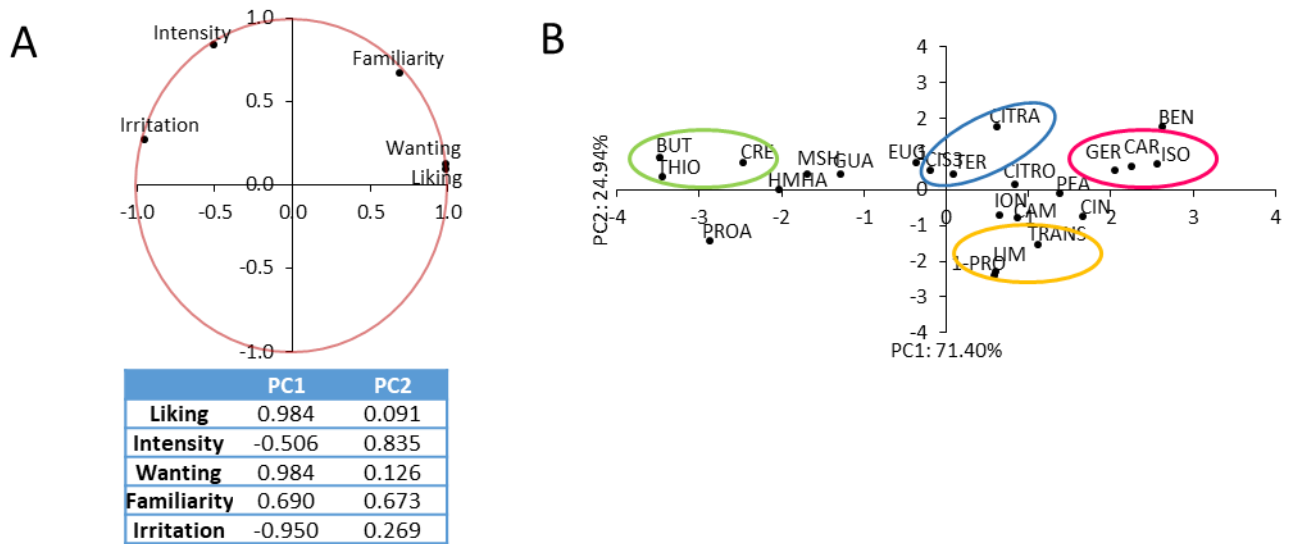 A
Intensity
1.0
Familiarity
0.5
Irritation
Wanting
0.0
Liking
-1.0
-0.5
0.0
0.5
1.0
-0.5
-1.0
PC1 PC2
Liking 0.984 0.091
Intensity -0.506 0.835
Wanting 0.984 0.126
Familiarity 0.690 0.673
Irritation -0.950 0.269
B
4
3
2
1
0
-1
-2
-3
-4
-4 -3 -2 -1 0 1 2 3 4
PC2: 24.94%
PC1: 71.40%
CITRA
BEN
BUT
THIO
CRE
MSH
GUA
HMHA
EUG
CIS3
TER
GER
CAR
ISO
CITRO
PEA
ION
CAM
CIN
PROA
TRANS
LIM
1-PRO